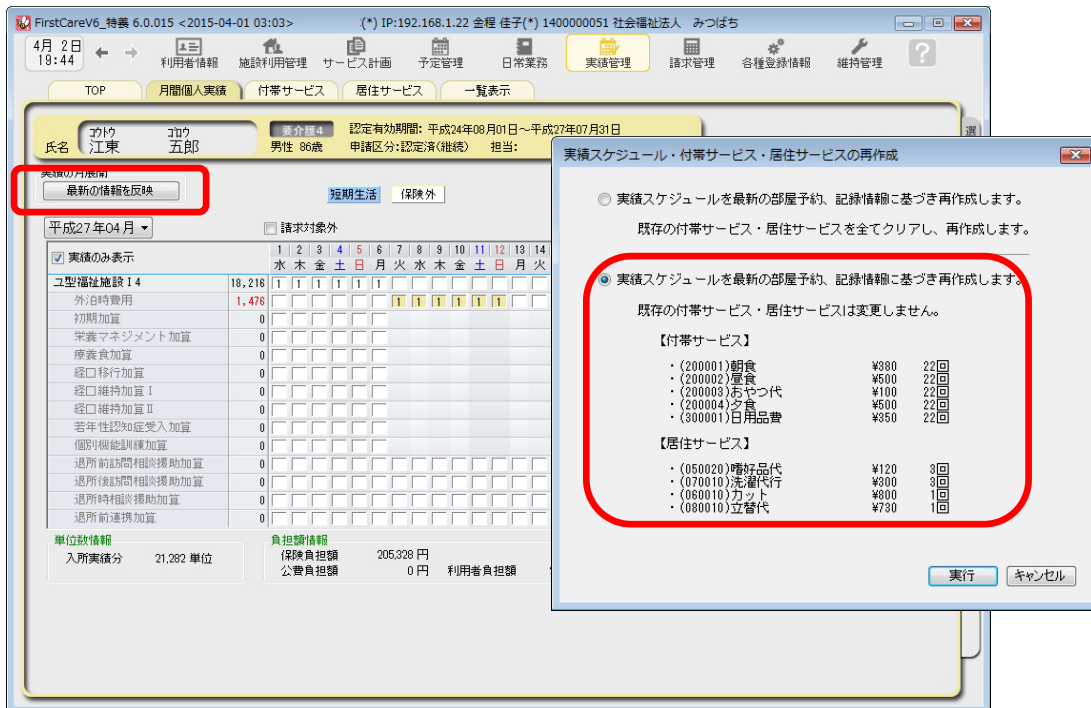 FirstCareV6_特義 6.0.015 <2015-04-01 03:03> :(*) IP:192.168.1.22 金程 佳子(*) 1400000051 社会福祉法人 みつばち
4月 2日
19:44
利用者情報 施設利用管理 サービス計画 予定管理 日常業務 実績管理 請求管理 各種登録情報 維持管理
TOP 月間個人実績 付帯サービス 居住サービス 一覧表示
選
氏名 コウトウ ゴロウ
江東 五郎
要介護4 認定有効期間: 平成24年08月01日～平成27年07月31日
男性 86歳 申請区分:認定済(継続) 担当:
実績の月展開
最新の情報を反映
短期生活 保険外
平成27年04月 請求対象外
実績のみ表示
1 2 3 4 5 6 7 8 9 10 11 12 13 14
水 木 金 土 日 月 火 水 木 金 土 日 月 火
ユ型福祉施設Ⅰ4 18,216 1 1 1 1 1 1
外泊時費用 1,476 1 1 1 1 1 1
初期加算 0
栄養マネジメント加算 0
療養食加算 0
経口移行加算 0
経口維持加算Ⅰ 0
経口維持加算Ⅱ 0
若年性認知症受入加算 0
個別機能訓練加算 0
退所前訪問相談援助加算 0
退所後訪問相談援助加算 0
退所時相談援助加算 0
退所前連携加算 0
単位数情報
入所実績分 21,282 単位
負担額情報
保険負担額 205,328 円
公費負担額 0 円 利用者負担額
実績スケジュール・付帯サービス・居住サービスの再作成
実績スケジュールを最新の部屋予約、記録情報に基づき再作成します。
既存の付帯サービス・居住サービスを全てクリアし、再作成します。
実績スケジュールを最新の部屋予約、記録情報に基づき再作成します。
既存の付帯サービス・居住サービスは変更しません。
【付帯サービス】
・(200001)朝食 ¥380 22回
・(200002)昼食 ¥500 22回
・(200003)おやつ代 ¥100 22回
・(200004)夕食 ¥500 22回
・(300001)日用品費 ¥350 22回
【居住サービス】
・(050020)嗜好品代 ¥120 3回
・(070010)洗濯代行 ¥300 3回
・(060010)カット ¥800 1回
・(080010)立替代 ¥730 1回
実行 キャンセル